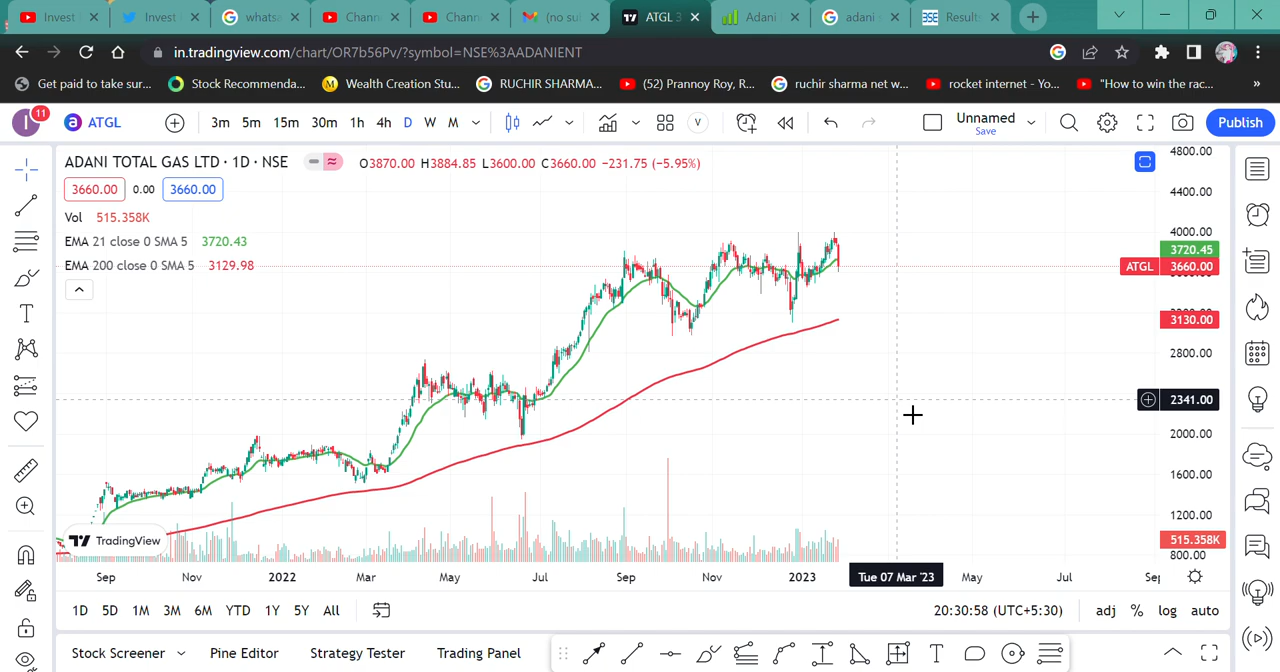 Invest
Invest
whatsa
Chann
Chann
(no su
ATGL 3
Adani
adani s
BSE Results
in.tradingview.com/chart/OR7b56Pv/?symbol=NSE%3AADANIENT
Get paid to take sur...
Stock Recommenda...
Wealth Creation Stu...
RUCHIR SHARMA...
(52) Prannoy Roy, R...
ruchir sharma net w...
rocket internet - Yo...
"How to win the rac...
»
I 11 ATGL 3m 5m 15m 30m 1h 4h D W M V Unnamed Save Publish
ADANI TOTAL GAS LTD · 1D · NSE O3870.00 H3884.85 L3600.00 C3660.00 −231.75 (−5.95%)
3660.00 0.00 3660.00
Vol 515.358K
EMA 21 close 0 SMA 5 3720.43
EMA 200 close 0 SMA 5 3129.98
4800.00
4400.00
4000.00
3720.45
ATGL 3660.00
3130.00
2800.00
2341.00
2000.00
1600.00
1200.00
515.358K
800.00
TradingView
Sep Nov 2022 Mar May Jul Sep Nov 2023 Tue 07 Mar '23 May Jul Sep
1D 5D 1M 3M 6M YTD 1Y 5Y All 20:30:58 (UTC+5:30) adj % log auto
Stock Screener Pine Editor Strategy Tester Trading Panel